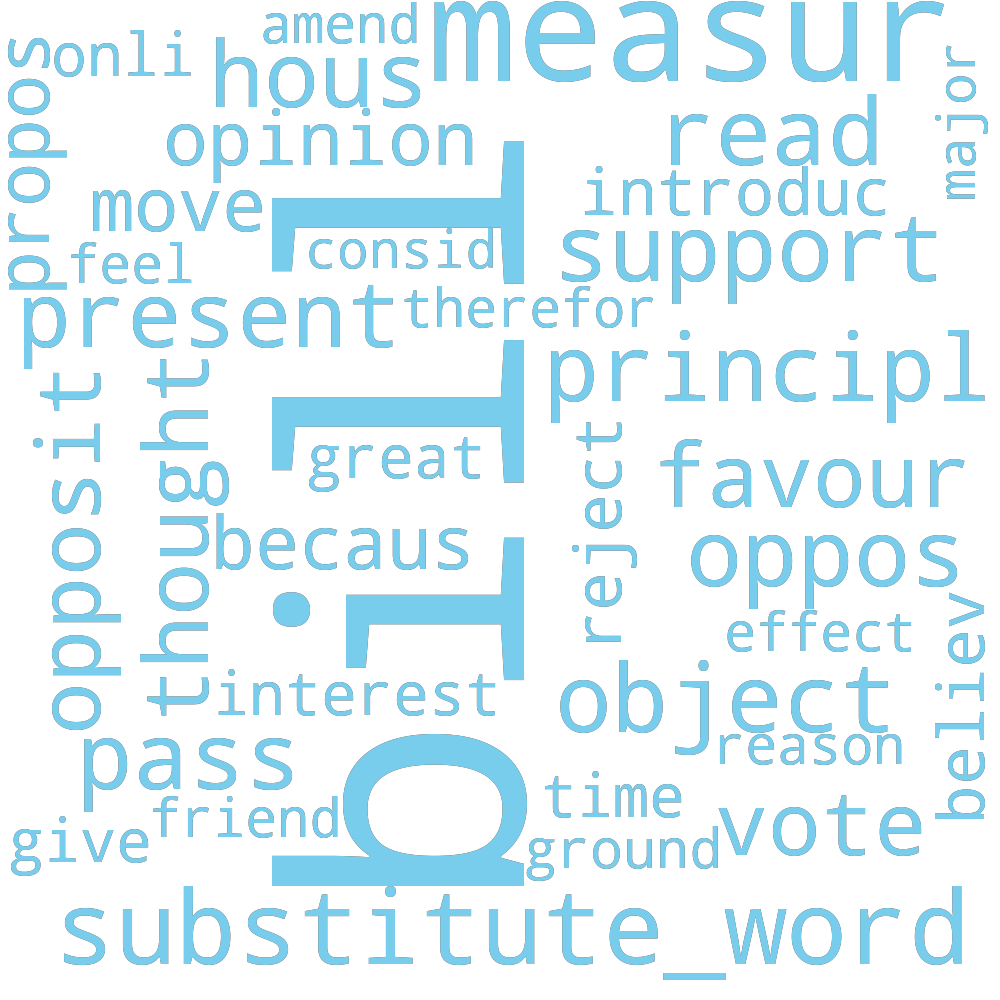 amend
measur
onli
hous
major
propos
opinion
read
move
introduc
feel
consid
support
present
therefor
bill
principl
opposit
thought
great
reject
favour
becaus
oppos
effect
believ
interest
object
pass
reason
friend
time
give
ground
vote
substitute_word